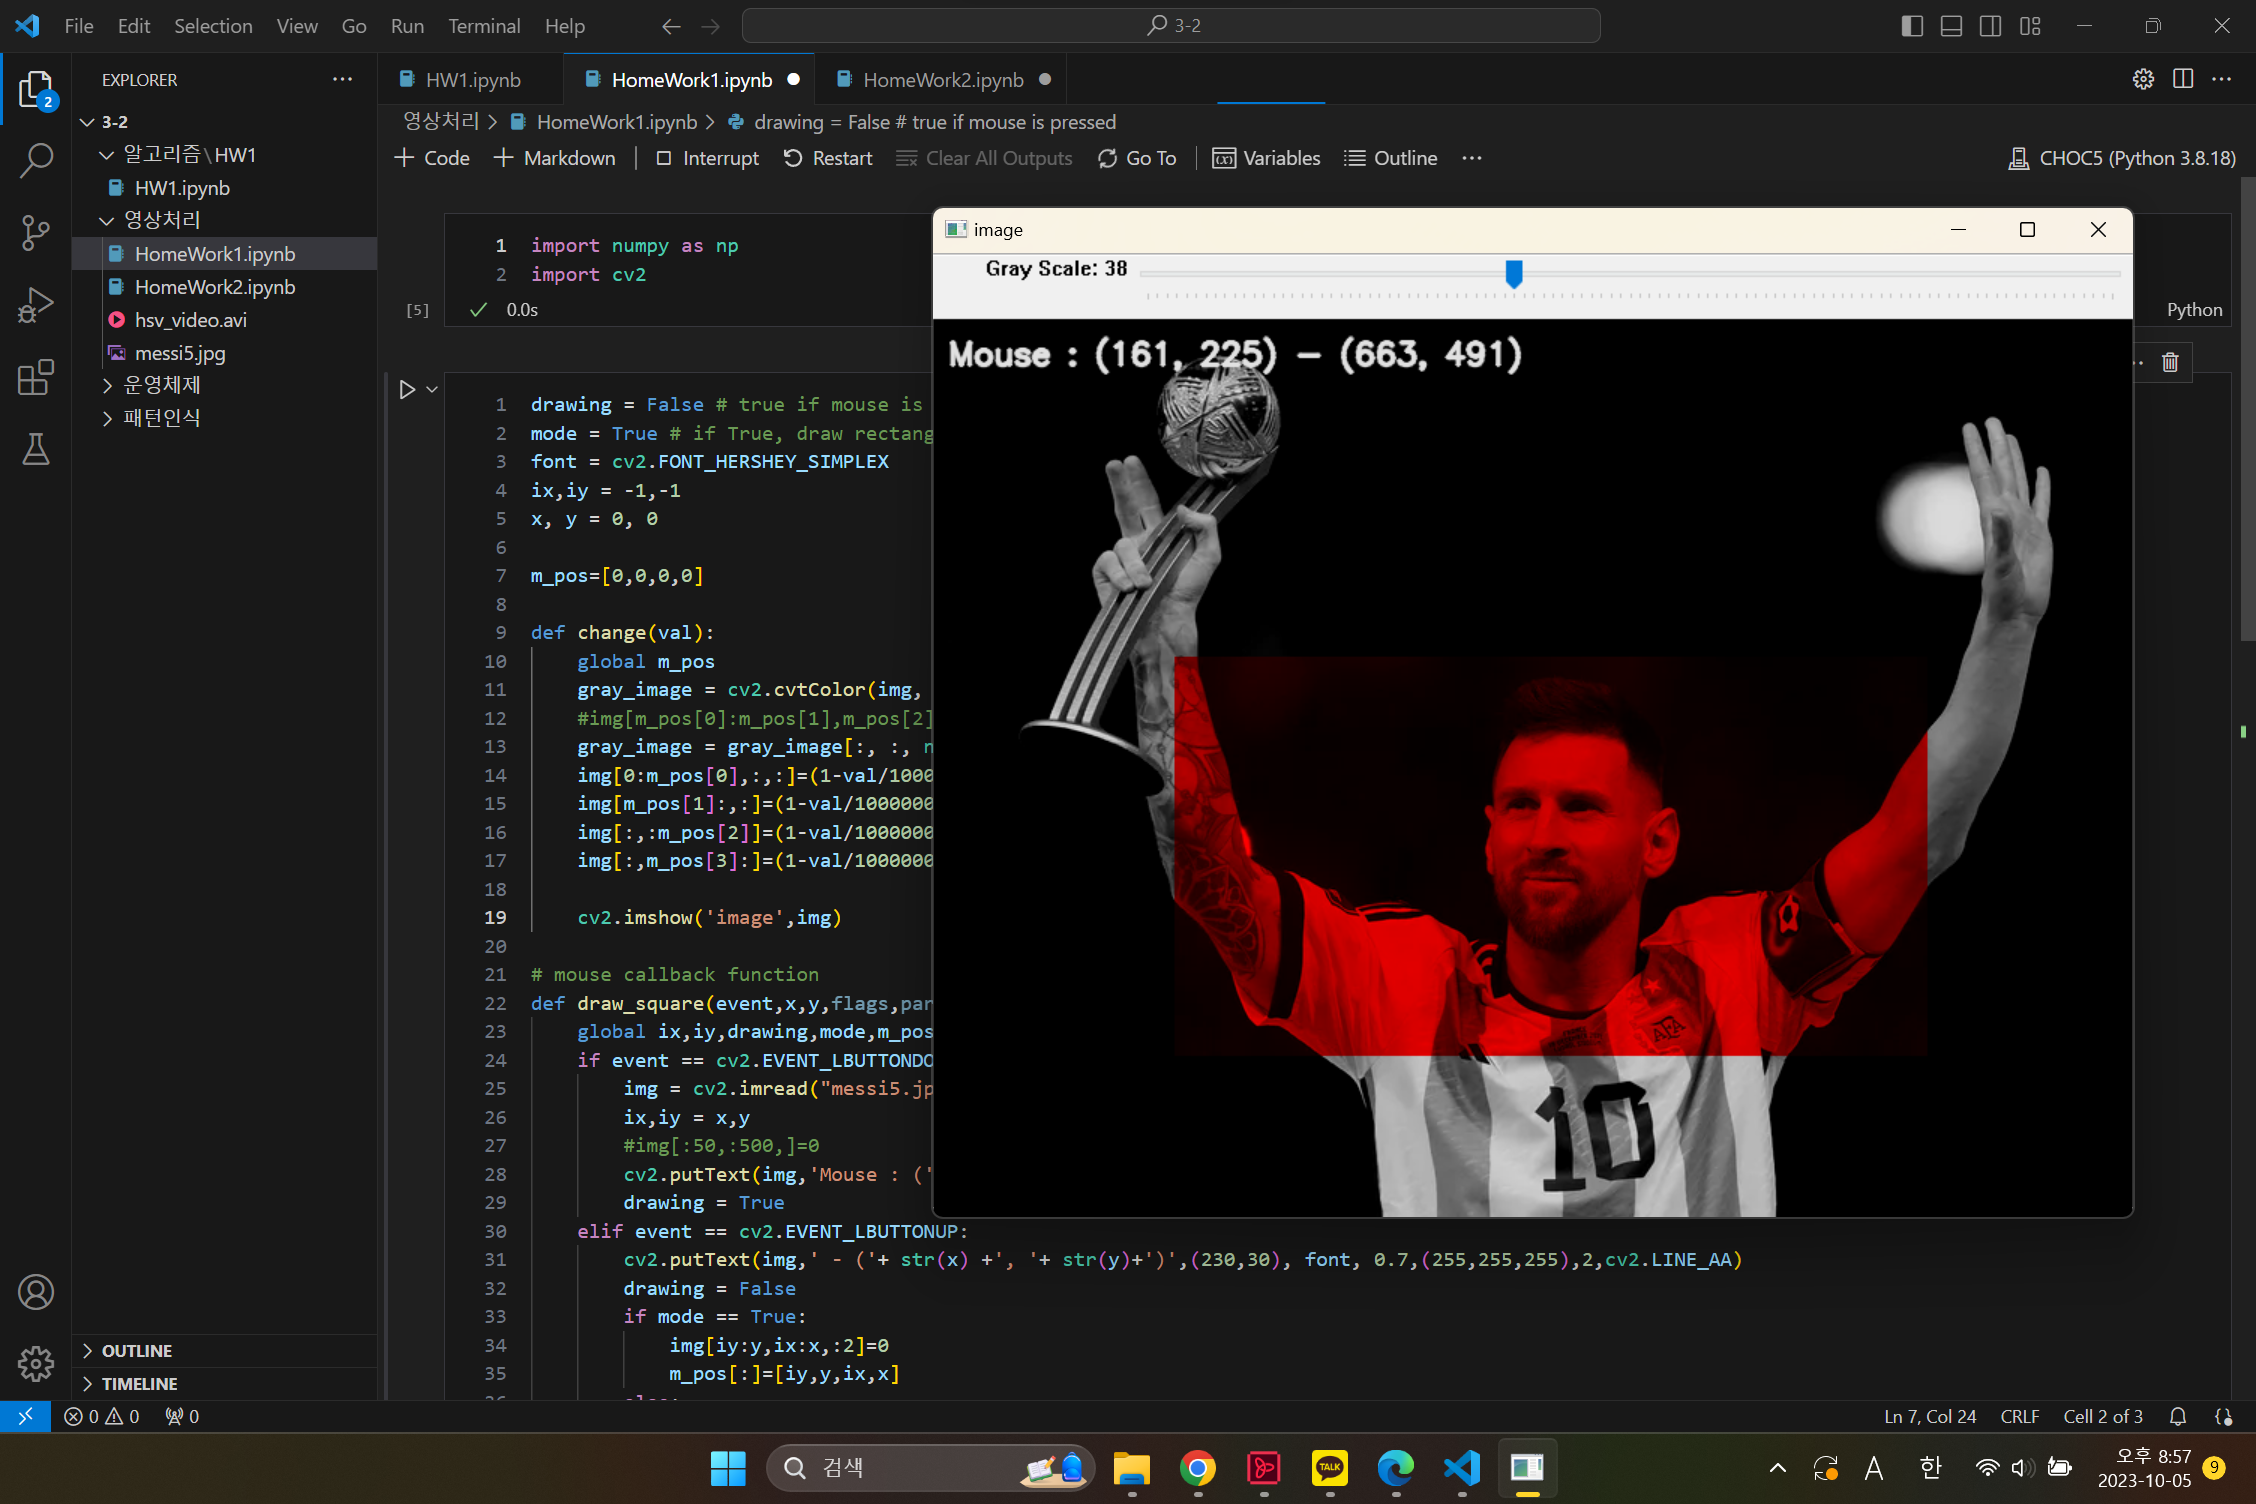 File Edit Selection View Go Run Terminal Help
3-2
EXPLORER
2
3-2
알고리즘\HW1
HW1.ipynb
영상처리
HomeWork1.ipynb
HomeWork2.ipynb
hsv_video.avi
messi5.jpg
운영체제
패턴인식
OUTLINE
TIMELINE
HW1.ipynb HomeWork1.ipynb HomeWork2.ipynb
영상처리 > HomeWork1.ipynb > drawing = False # true if mouse is pressed
+ Code + Markdown Interrupt Restart Clear All Outputs Go To Variables Outline ···
CHOC5 (Python 3.8.18)
1 import numpy as np
2 import cv2
[5] 0.0s
Python
1 drawing = False # true if mouse is
2 mode = True # if True, draw rectang
3 font = cv2.FONT_HERSHEY_SIMPLEX
4 ix,iy = -1,-1
5 x, y = 0, 0
6
7 m_pos=[0,0,0,0]
8
9 def change(val):
10 global m_pos
11 gray_image = cv2.cvtColor(img,
12 #img[m_pos[0]:m_pos[1],m_pos[2]
13 gray_image = gray_image[:, :, n
14 img[0:m_pos[0],:,:]=(1-val/1000
15 img[m_pos[1]:,:]=(1-val/1000000
16 img[:,:m_pos[2]]=(1-val/1000000
17 img[:,m_pos[3]:]=(1-val/1000000
18
19 cv2.imshow('image',img)
20
21 # mouse callback function
22 def draw_square(event,x,y,flags,par
23 global ix,iy,drawing,mode,m_pos
24 if event == cv2.EVENT_LBUTTONDO
25 img = cv2.imread("messi5.jp
26 ix,iy = x,y
27 #img[:50,:500,]=0
28 cv2.putText(img,'Mouse : ('
29 drawing = True
30 elif event == cv2.EVENT_LBUTTONUP:
31 cv2.putText(img,' - ('+ str(x) +', '+ str(y)+')',(230,30), font, 0.7,(255,255,255),2,cv2.LINE_AA)
32 drawing = False
33 if mode == True:
34 img[iy:y,ix:x,:2]=0
35 m_pos[:]=[iy,y,ix,x]
image
Gray Scale: 38
Mouse : (161, 225) - (663, 491)
AFA
10
0 0 0
Ln 7, Col 24 CRLF Cell 2 of 3
검색
TALK
A 한
오후 8:57
2023-10-05
9